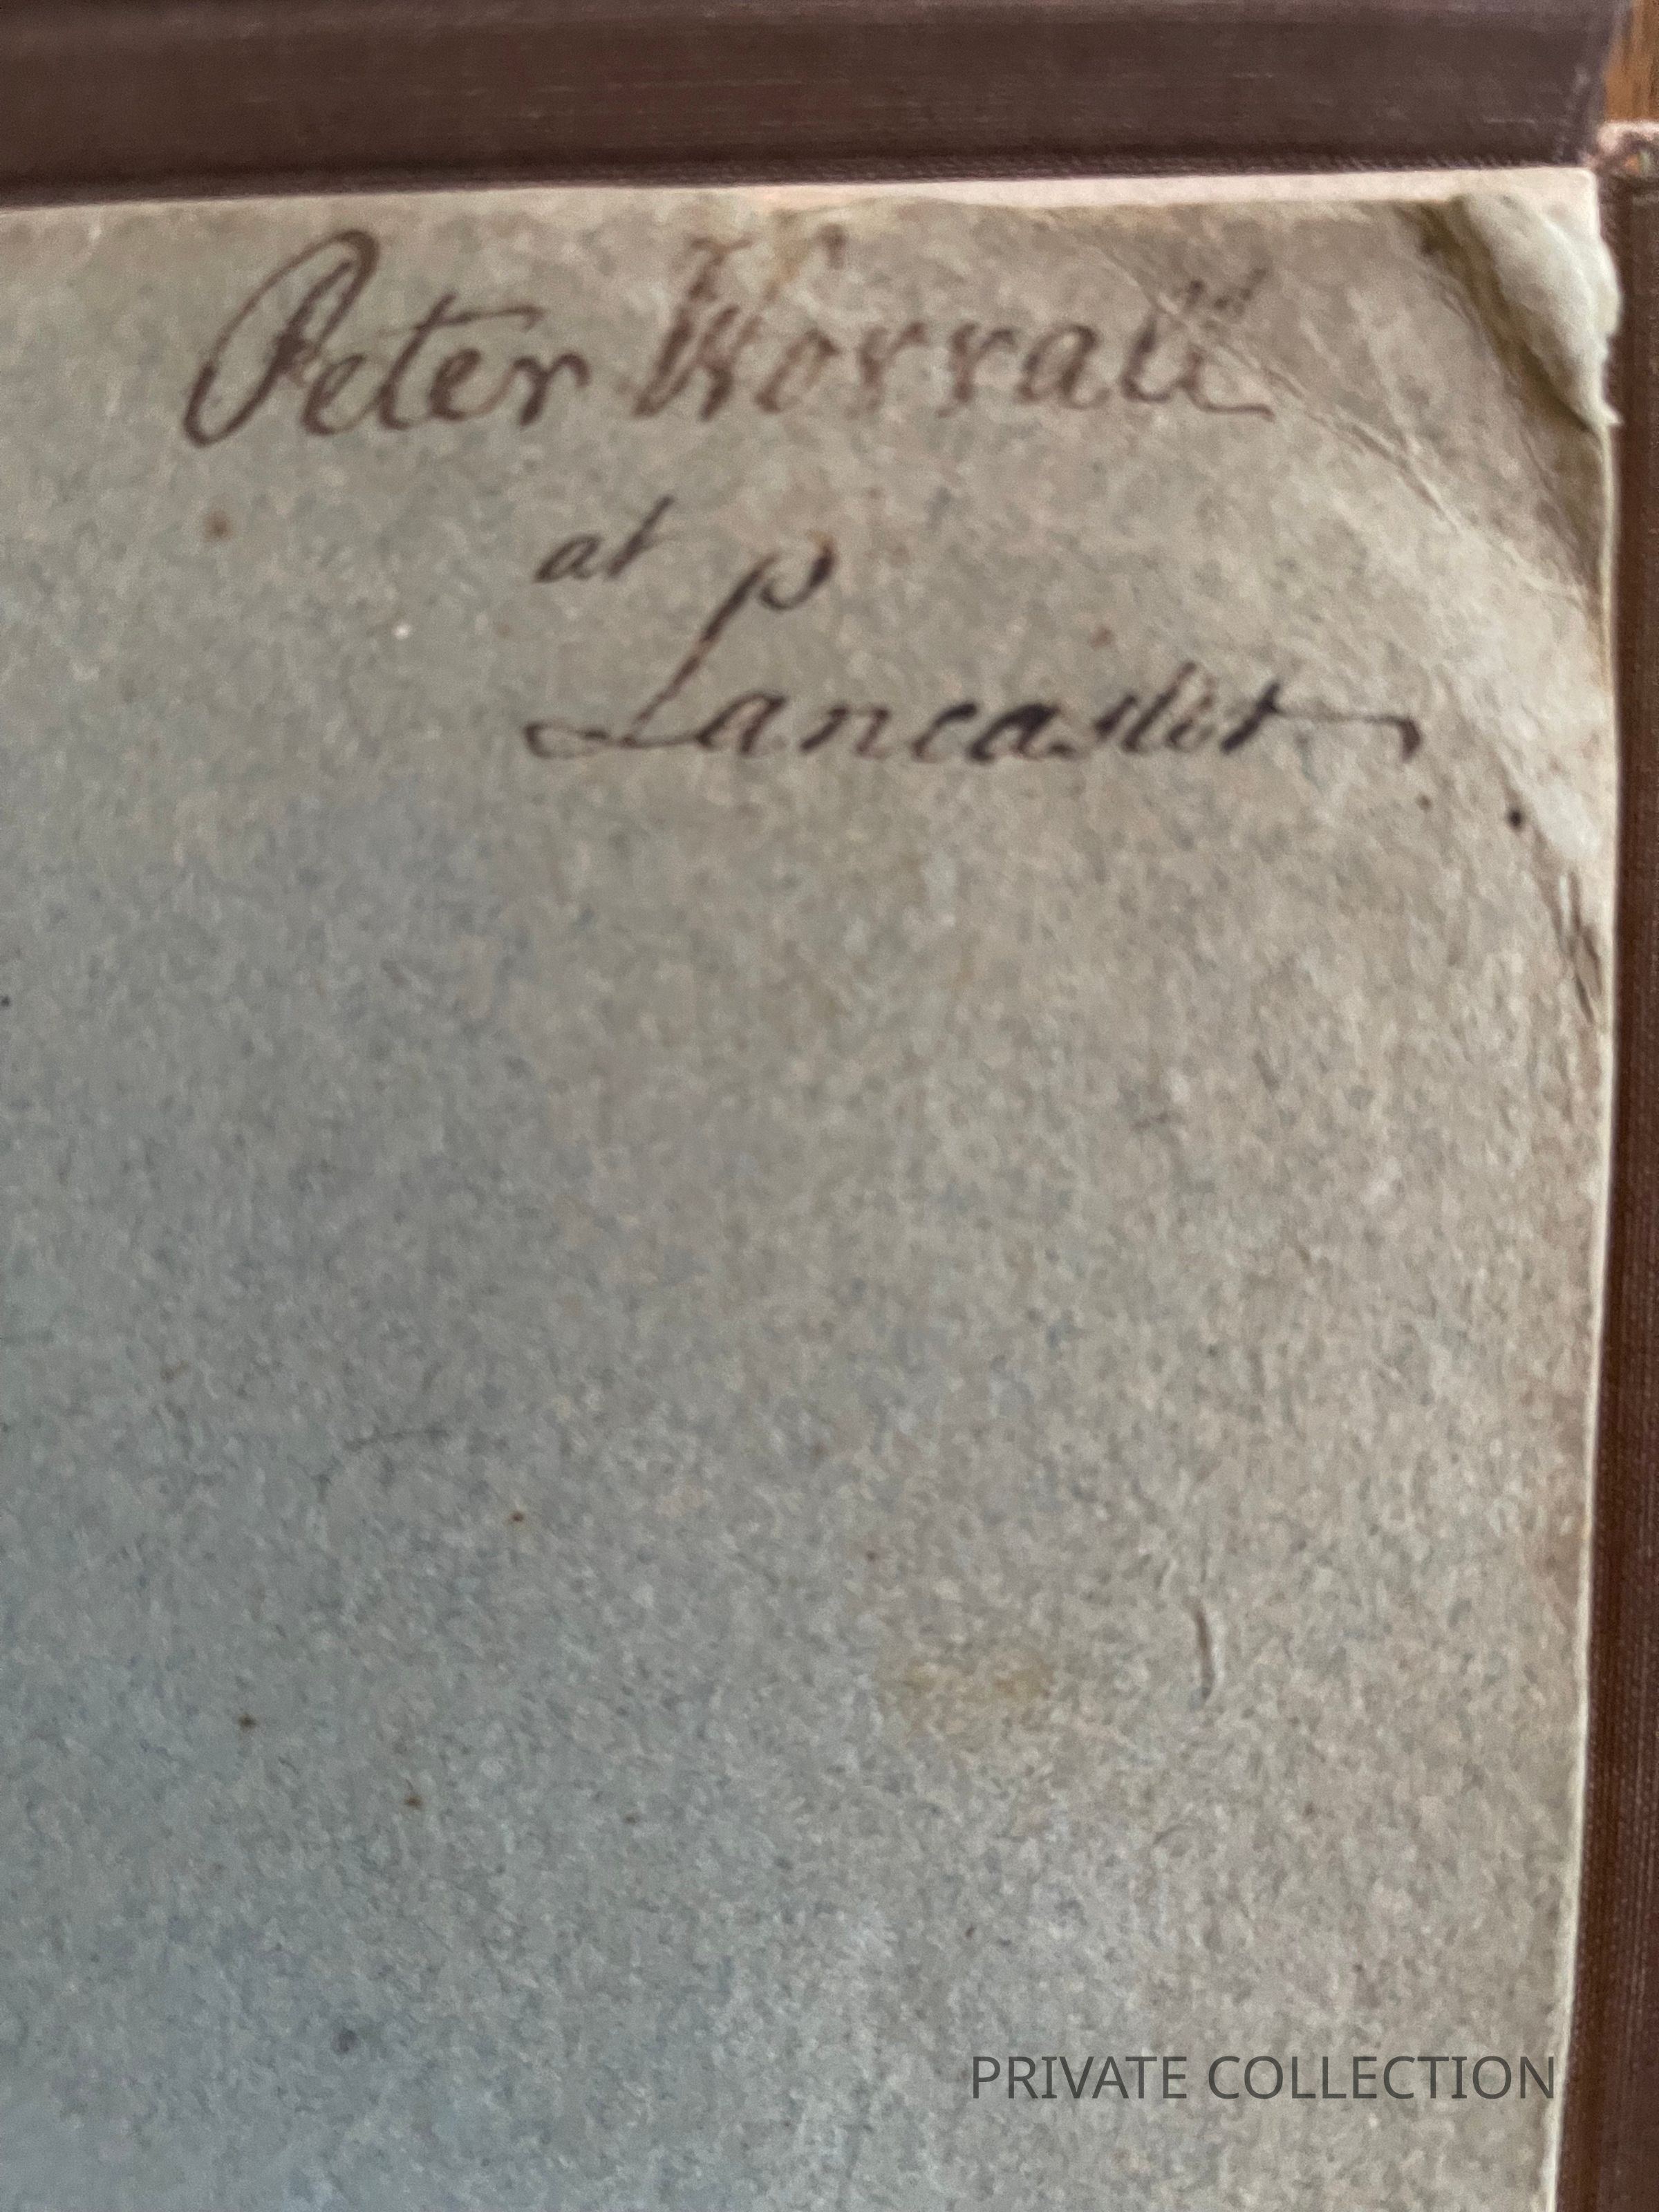 Peter Worrall
at
Lancaster
PRIVATE COLLECTION